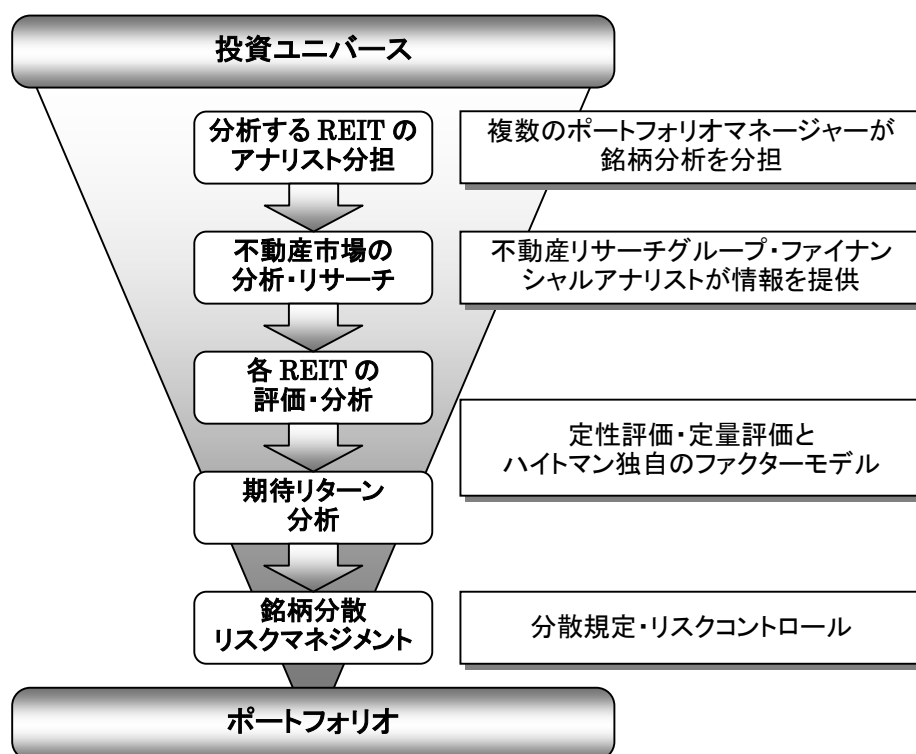 投資ユニバース
分析する REIT の
アナリスト分担
複数のポートフォリオマネージャーが
銘柄分析を分担
不動産市場の
分析・リサーチ
不動産リサーチグループ・ファイナン
シャルアナリストが情報を提供
各 REIT の
評価・分析
定性評価・定量評価と
ハイトマン独自のファクターモデル
期待リターン
分析
銘柄分散
リスクマネジメント
分散規定・リスクコントロール
ポートフォリオ